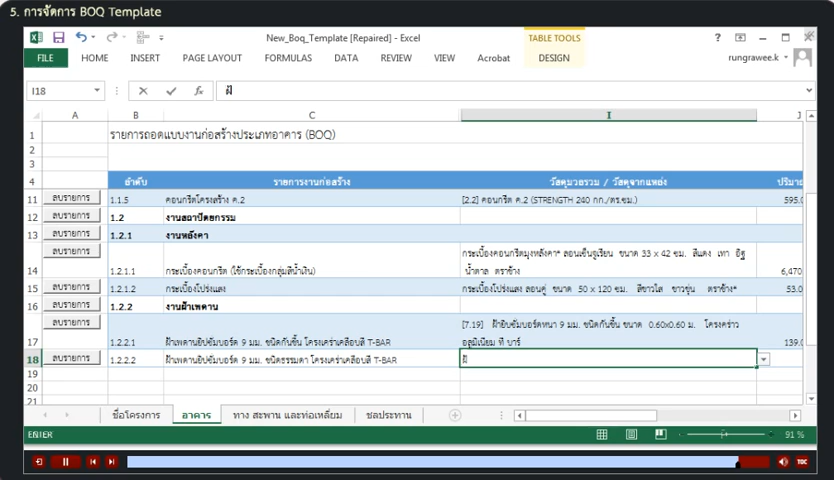 5. การจัดการ BOQ Template
New_Boq_Template [Repaired] - Excel
TABLE TOOLS
FILE HOME INSERT PAGE LAYOUT FORMULAS DATA REVIEW VIEW Acrobat DESIGN rungrawee.k
I18 fx ฝ้
A B C I J
1 รายการถอดแบบงานก่อสร้างประเภทอาคาร (BOQ)
2
3
4 ลำดับ รายการงานก่อสร้าง วัสดุมวลรวม / วัสดุจากแหล่ง ปริมาณ
11 ลบรายการ 1.1.5 คอนกรีตโครงสร้าง ค.2 [2.2] คอนกรีต ค.2 (STRENGTH 240 กก./ตร.ซม.) 595.0
12 ลบรายการ 1.2 งานสถาปัตยกรรม
13 ลบรายการ 1.2.1 งานหลังคา
ลบรายการ กระเบื้องคอนกรีตมุงหลังคา* ลอนเซ็นจูเรียน ขนาด 33 x 42 ซม. สีแดง เทา อิฐ
14 1.2.1.1 กระเบื้องคอนกรีต (ใช้กระเบื้องกลุ่มสีน้ำเงิน) น้ำตาล ตราช้าง 6,470
15 ลบรายการ 1.2.1.2 กระเบื้องโปร่งแสง กระเบื้องโปร่งแสง ลอนคู่ ขนาด 50 x 120 ซม. สีขาวใส ขาวขุ่น ตราช้าง* 53.0
16 ลบรายการ 1.2.2 งานฝ้าเพดาน
ลบรายการ [7.19] ฝ้ายิบซัมบอร์ดหนา 9 มม. ชนิดกันชื้น ขนาด 0.60x0.60 ม. โครงคร่าว
17 1.2.2.1 ฝ้าเพดานยิปซัมบอร์ด 9 มม. ชนิดกันชื้น โครงเคร่าเคลือบสี T-BAR อลูมิเนียม ที บาร์ 139.0
18 ลบรายการ 1.2.2.2 ฝ้าเพดานยิปซัมบอร์ด 9 มม. ชนิดธรรมดา โครงเคร่าเคลือบสี T-BAR ฝ้
19
20
21
ชื่อโครงการ อาคาร ทาง สะพาน และท่อเหลี่ยม ชลประทาน
ENTER 91 %
TOC